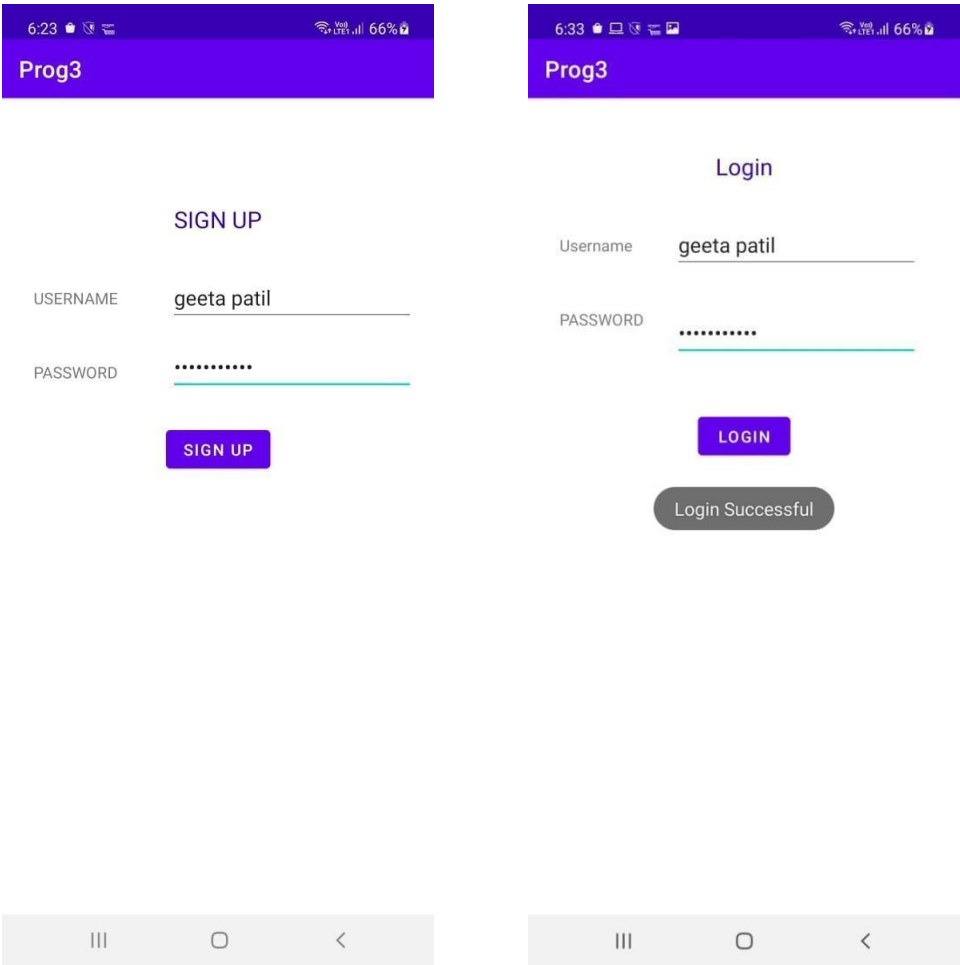 6:23
66%
Prog3
SIGN UP
USERNAME geeta patil
PASSWORD •••••••••••
SIGN UP
6:33
66%
Prog3
Login
Username geeta patil
PASSWORD •••••••••••
LOGIN
Login Successful